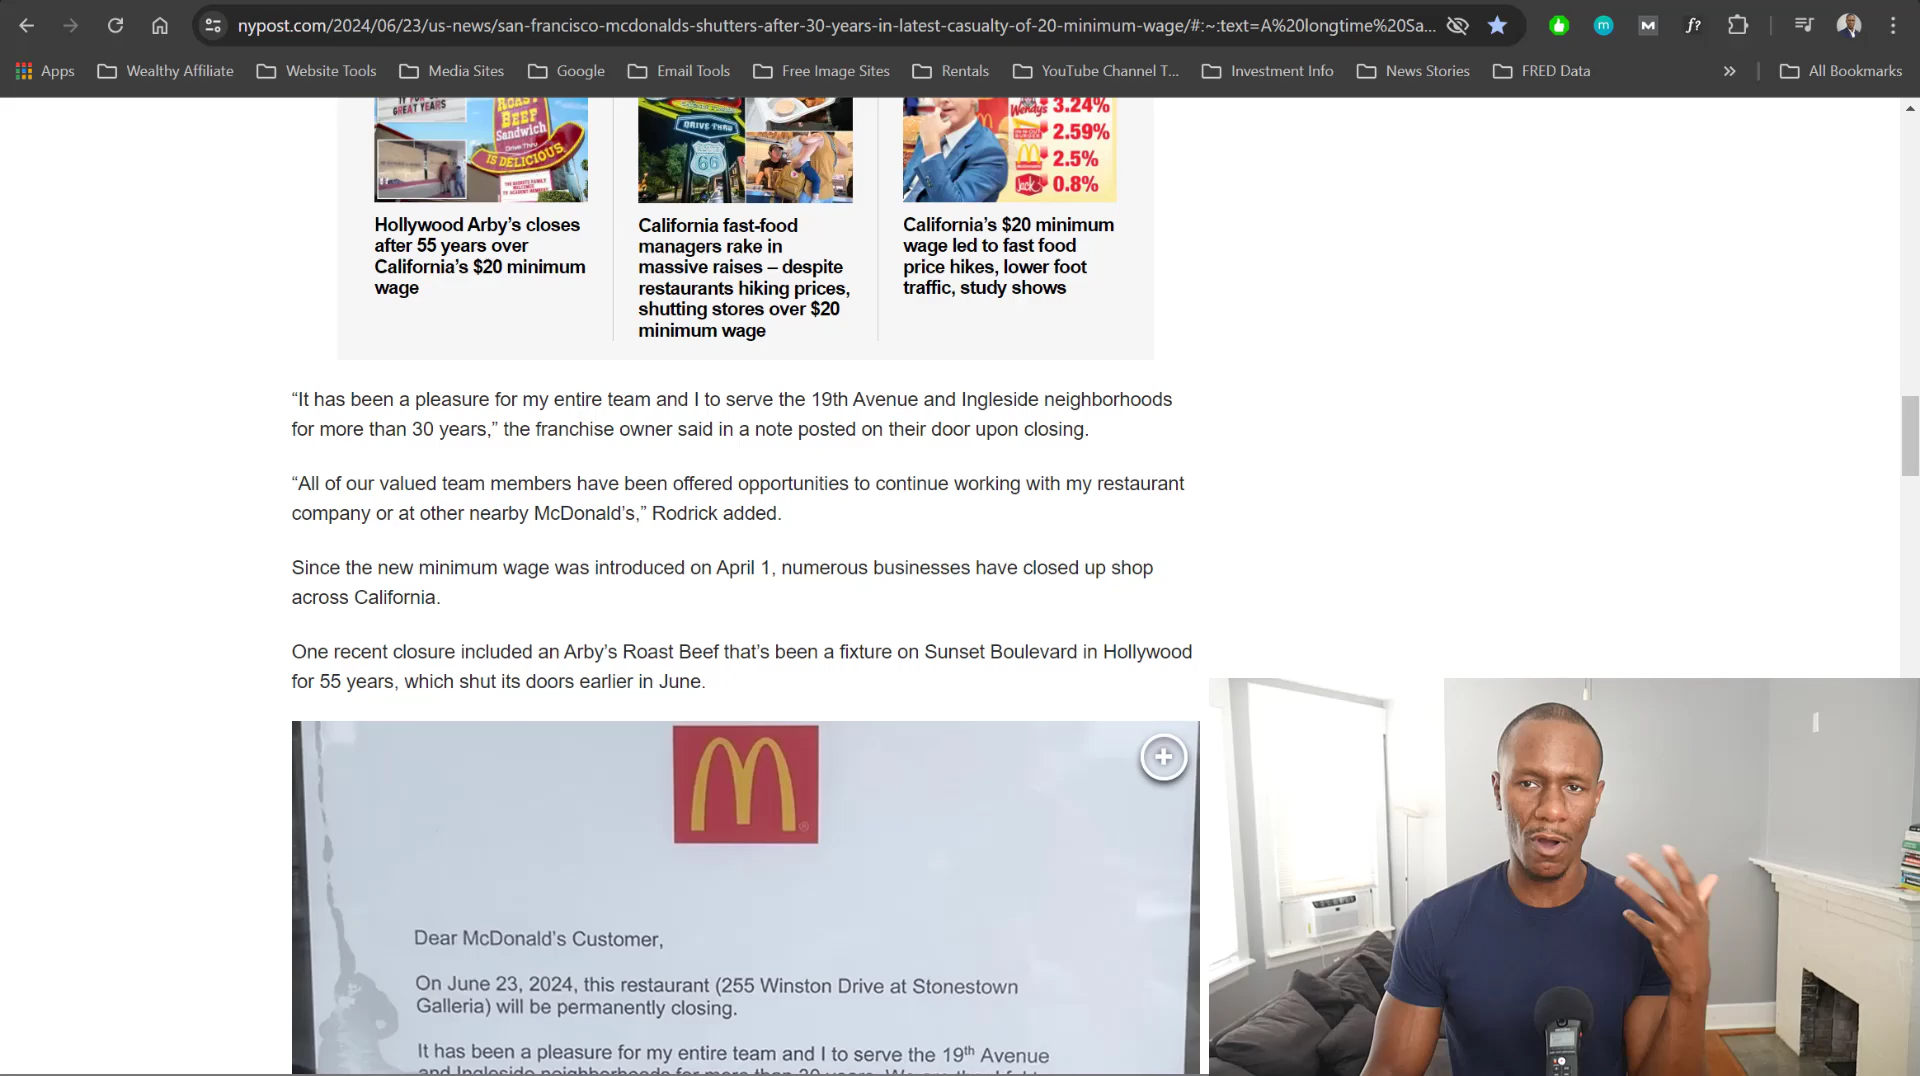 nypost.com/2024/06/23/us-news/san-francisco-mcdonalds-shutters-after-30-years-in-latest-casualty-of-20-minimum-wage/#:~:text=A%20longtime%20Sa...
Apps
Wealthy Affiliate
Website Tools
Media Sites
Google
Email Tools
Free Image Sites
Rentals
YouTube Channel T...
Investment Info
Mexican News Stories
FRED Data
All Bookmarks
GREAT YEARS
ROAST
BEEF
Sandwich
Drive Thru
IS DELICIOUS
DRIVE-THRU
66
Wendy's 3.24%
2.59%
2.5%
Jack 0.8%
Hollywood Arby’s closes
after 55 years over
California’s $20 minimum
wage
California fast-food
managers rake in
massive raises – despite
restaurants hiking prices,
shutting stores over $20
minimum wage
California’s $20 minimum
wage led to fast food
price hikes, lower foot
traffic, study shows
“It has been a pleasure for my entire team and I to serve the 19th Avenue and Ingleside neighborhoods
for more than 30 years,” the franchise owner said in a note posted on their door upon closing.
“All of our valued team members have been offered opportunities to continue working with my restaurant
company or at other nearby McDonald’s,” Rodrick added.
Since the new minimum wage was introduced on April 1, numerous businesses have closed up shop
across California.
One recent closure included an Arby’s Roast Beef that’s been a fixture on Sunset Boulevard in Hollywood
for 55 years, which shut its doors earlier in June.
Dear McDonald's Customer,
On June 23, 2024, this restaurant (255 Winston Drive at Stonestown
Galleria) will be permanently closing.
It has been a pleasure for my entire team and I to serve the 19th Avenue